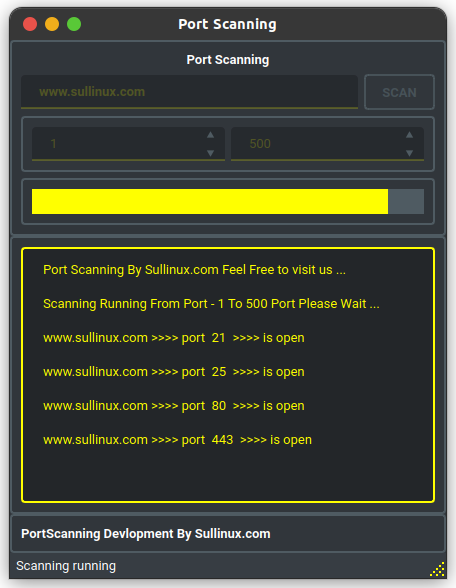 Port Scanning
Port Scanning
www.sullinux.com SCAN
1 500
Port Scanning By Sullinux.com Feel Free to visit us ...
Scanning Running From Port - 1 To 500 Port Please Wait ...
www.sullinux.com >>>> port 21 >>>> is open
www.sullinux.com >>>> port 25 >>>> is open
www.sullinux.com >>>> port 80 >>>> is open
www.sullinux.com >>>> port 443 >>>> is open
PortScanning Devlopment By Sullinux.com
Scanning running